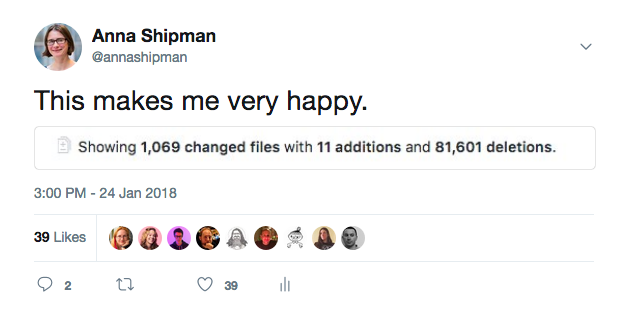 Anna Shipman
@annashipman
This makes me very happy.
Showing 1,069 changed files with 11 additions and 81,601 deletions.
3:00 PM - 24 Jan 2018
39 Likes
2 39